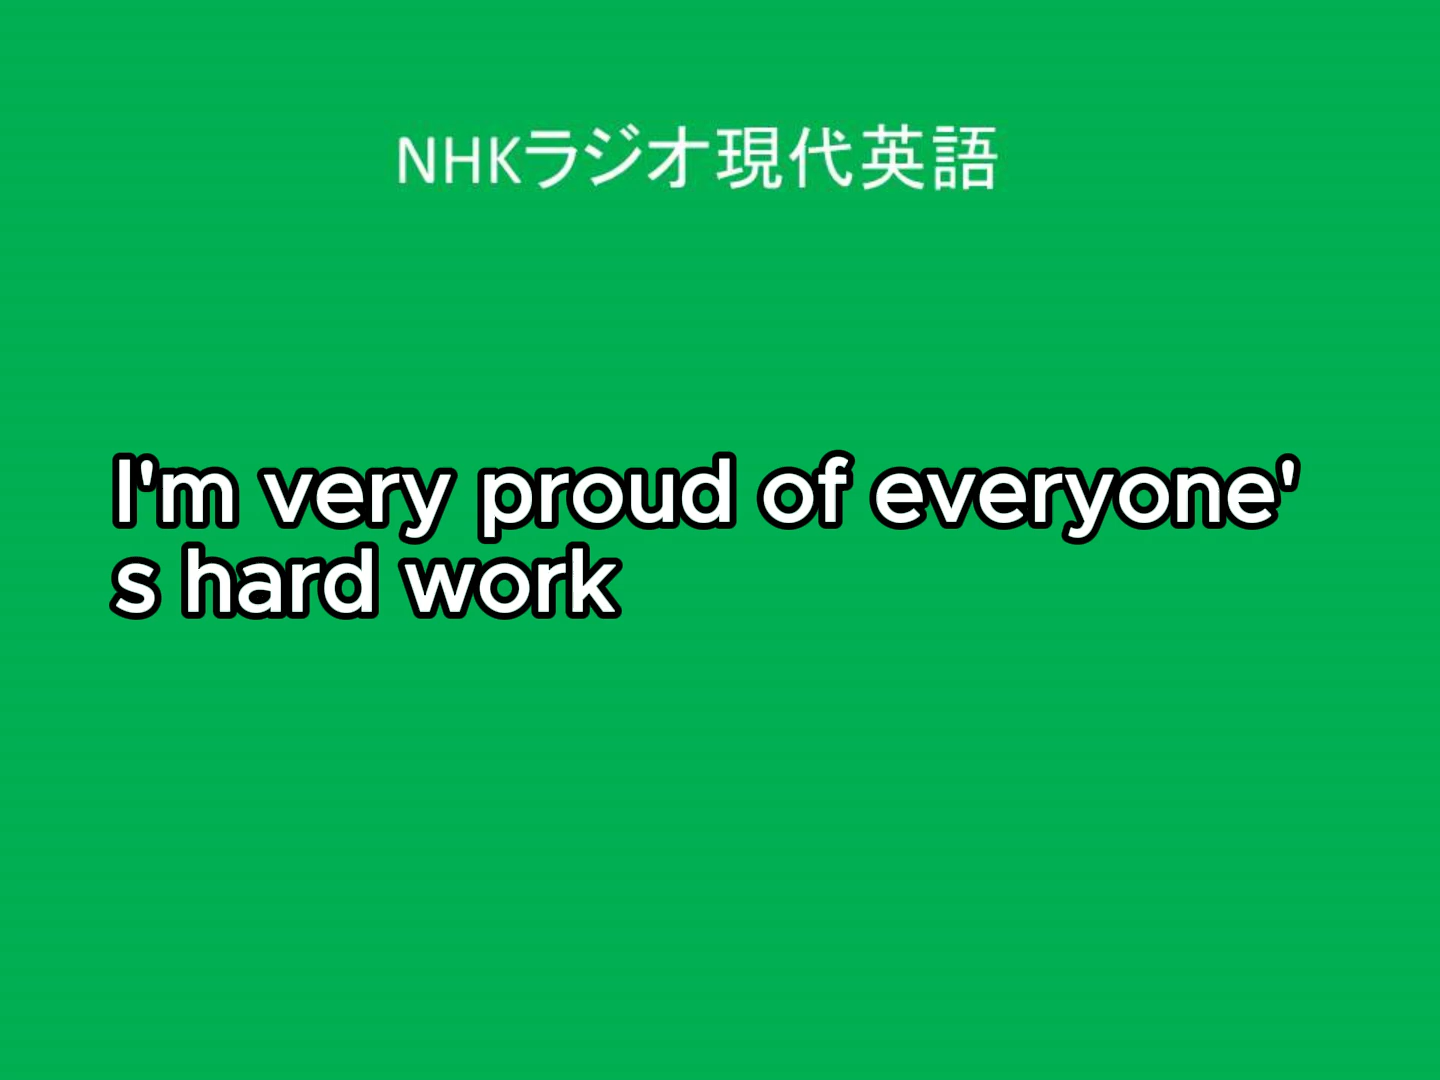 NHKラジオ現代英語
I'm very proud of everyone'
s hard work